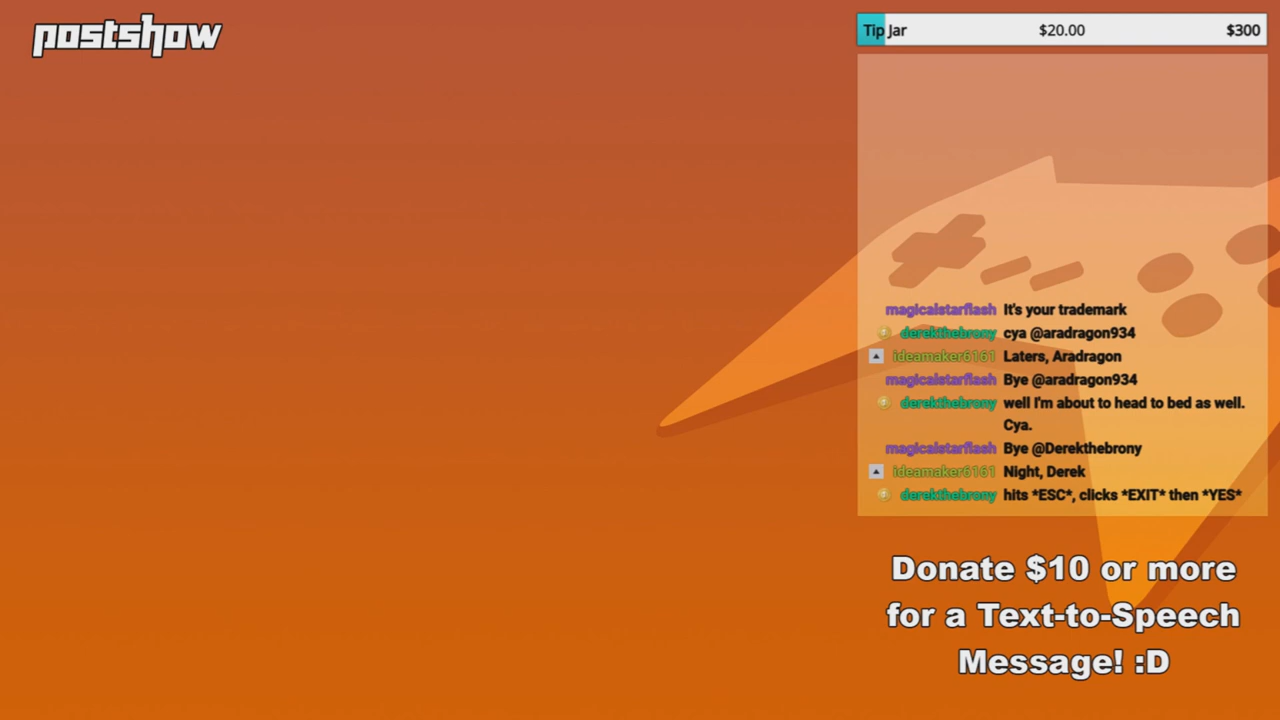 postshow
Tip Jar $20.00 $300
magicalstarflash It's your trademark
derekthebrony cya @aradragon934
ideamaker6161 Laters, Aradragon
magicalstarflash Bye @aradragon934
derekthebrony well I'm about to head to bed as well.
Cya.
magicalstarflash Bye @Derekthebrony
ideamaker6161 Night, Derek
derekthebrony hits *ESC*, clicks *EXIT* then *YES*
Donate $10 or more
for a Text-to-Speech
Message! :D